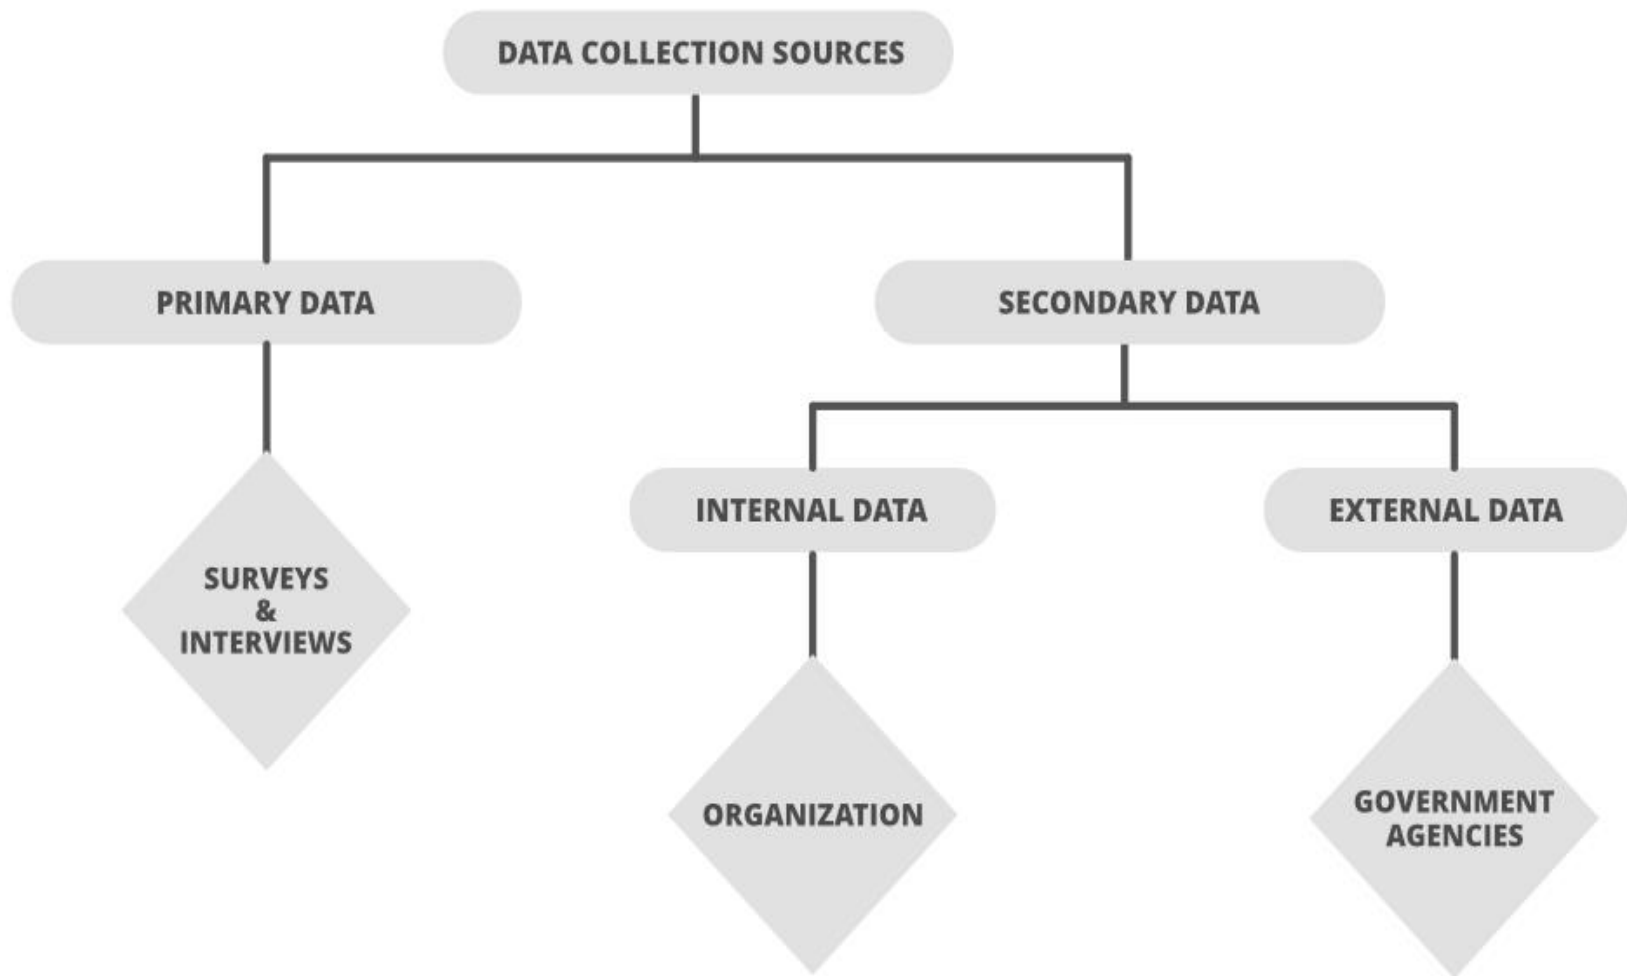 DATA COLLECTION SOURCES
PRIMARY DATA
SECONDARY DATA
INTERNAL DATA
EXTERNAL DATA
SURVEYS
&
INTERVIEWS
ORGANIZATION
GOVERNMENT
AGENCIES